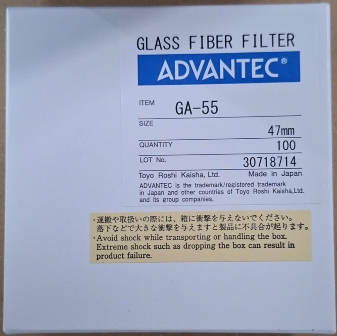 GLASS FIBER FILTER
ADVANTEC®
ITEM GA-55
SIZE 47mm
QUANTITY 100
LOT No. 30718714
Toyo Roshi Kaisha, Ltd. Made in Japan
ADVANTEC is the trademark/registered trademark
in Japan and other countries of Toyo Roshi Kaisha,Ltd.
and its group companies.
・運搬や取扱いの際には、箱に衝撃を与えないでください。
落下などで大きな衝撃を与えますと製品に不具合が起ります。
・Avoid shock while transporting or handling the box.
Extreme shock such as dropping the box can result in
product failure.